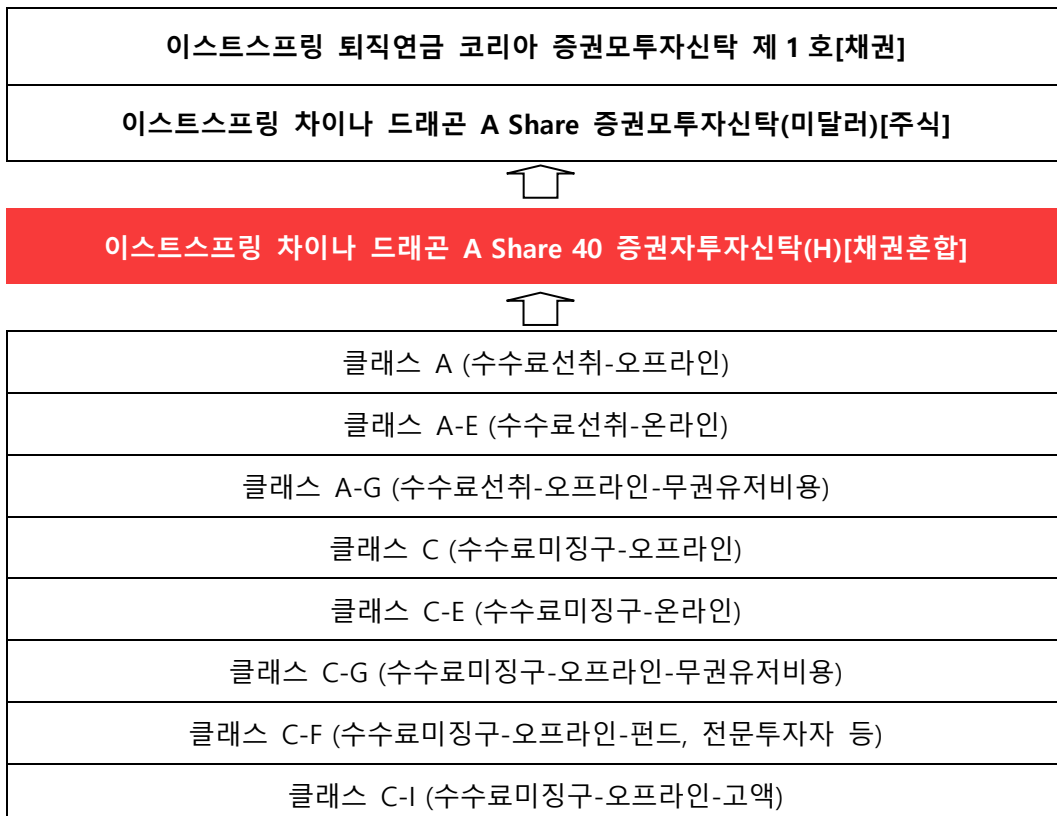 이스트스프링 퇴직연금 코리아 증권모투자신탁 제 1 호[채권]
이스트스프링 차이나 드래곤 A Share 증권모투자신탁(미달러)[주식]
이스트스프링 차이나 드래곤 A Share 40 증권자투자신탁(H)[채권혼합]
클래스 A (수수료선취-오프라인)
클래스 A-E (수수료선취-온라인)
클래스 A-G (수수료선취-오프라인-무권유저비용)
클래스 C (수수료미징구-오프라인)
클래스 C-E (수수료미징구-온라인)
클래스 C-G (수수료미징구-오프라인-무권유저비용)
클래스 C-F (수수료미징구-오프라인-펀드, 전문투자자 등)
클래스 C-I (수수료미징구-오프라인-고액)